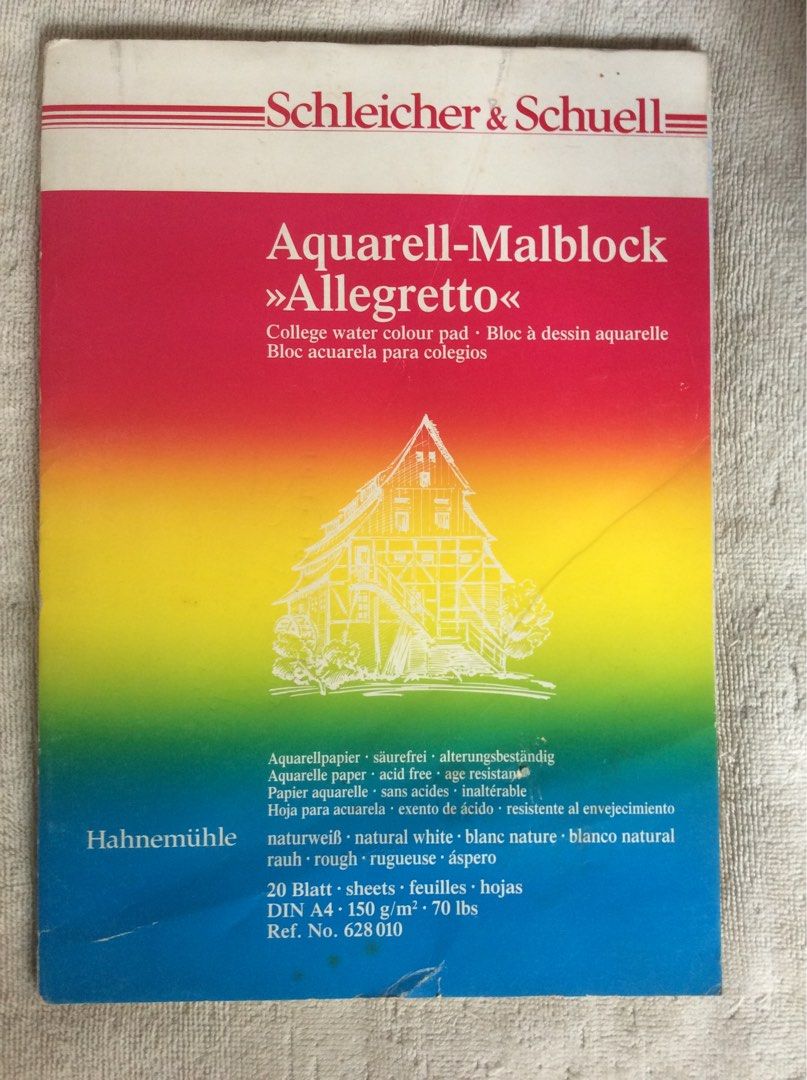 Schleicher & Schuell
Aquarell-Malblock
»Allegretto«
College water colour pad · Bloc à dessin aquarelle
Bloc acuarela para colegios
Aquarellpapier · säurefrei · alterungsbeständig
Aquarelle paper · acid free · age resistant
Papier aquarelle · sans acides · inaltérable
Hoja para acuarela · exento de ácido · resistente al envejecimiento
Hahnemühle
naturweiß · natural white · blanc nature · blanco natural
rauh · rough · rugueuse · áspero
20 Blatt · sheets · feuilles · hojas
DIN A4 · 150 g/m² · 70 lbs
Ref. No. 628 010